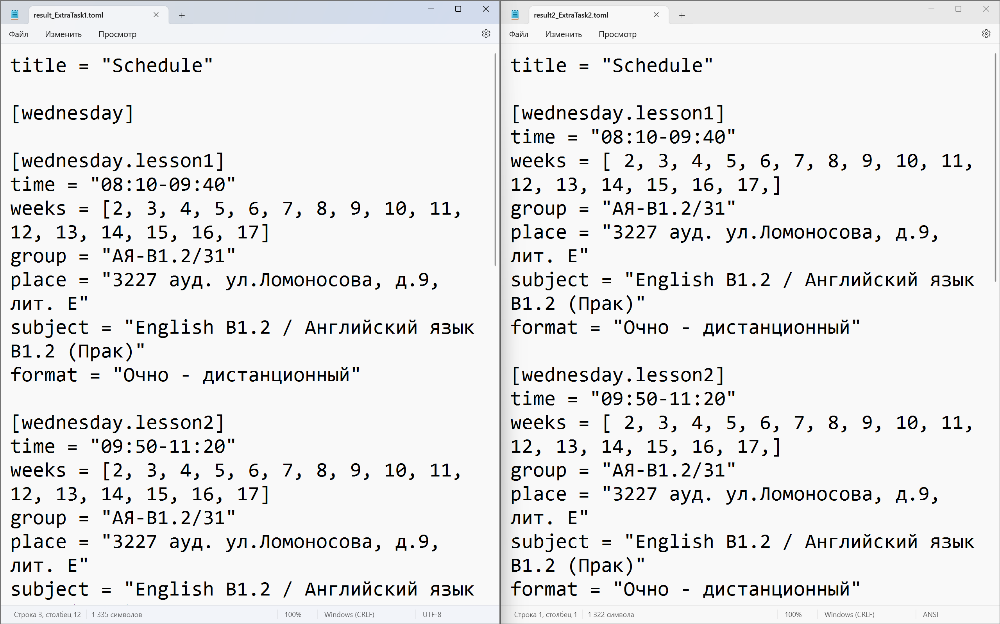 result_ExtraTask1.toml
Файл Изменить Просмотр
title = "Schedule"
[wednesday]
[wednesday.lesson1]
time = "08:10-09:40"
weeks = [2, 3, 4, 5, 6, 7, 8, 9, 10, 11,
12, 13, 14, 15, 16, 17]
group = "АЯ-B1.2/31"
place = "3227 ауд. ул.Ломоносова, д.9,
лит. Е"
subject = "English B1.2 / Английский язык
B1.2 (Прак)"
format = "Очно - дистанционный"
[wednesday.lesson2]
time = "09:50-11:20"
weeks = [2, 3, 4, 5, 6, 7, 8, 9, 10, 11,
12, 13, 14, 15, 16, 17]
group = "АЯ-B1.2/31"
place = "3227 ауд. ул.Ломоносова, д.9,
лит. Е"
subject = "English B1.2 / Английский язык
Строка 3, столбец 12 1 335 символов 100% Windows (CRLF) UTF-8
result2_ExtraTask2.toml
Файл Изменить Просмотр
title = "Schedule"
[wednesday.lesson1]
time = "08:10-09:40"
weeks = [ 2, 3, 4, 5, 6, 7, 8, 9, 10, 11,
12, 13, 14, 15, 16, 17,]
group = "АЯ-B1.2/31"
place = "3227 ауд. ул.Ломоносова, д.9,
лит. Е"
subject = "English B1.2 / Английский язык
B1.2 (Прак)"
format = "Очно - дистанционный"
[wednesday.lesson2]
time = "09:50-11:20"
weeks = [ 2, 3, 4, 5, 6, 7, 8, 9, 10, 11,
12, 13, 14, 15, 16, 17,]
group = "АЯ-B1.2/31"
place = "3227 ауд. ул.Ломоносова, д.9,
лит. Е"
subject = "English B1.2 / Английский язык
B1.2 (Прак)"
format = "Очно - дистанционный"
Строка 1, столбец 1 1 322 символа 100% Windows (CRLF) ANSI